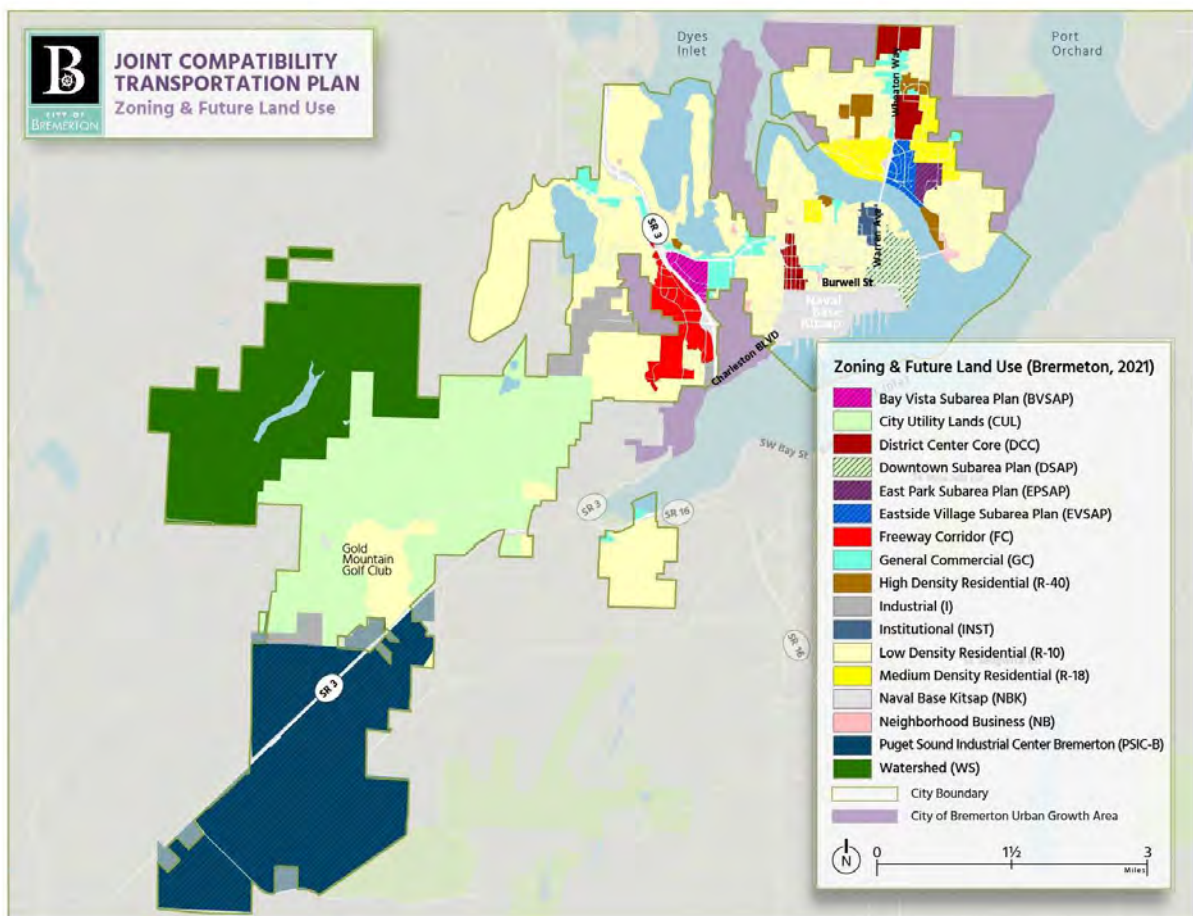 B
CITY OF
BREMERTON
JOINT COMPATIBILITY
TRANSPORTATION PLAN
Zoning & Future Land Use
Dyes
Inlet
Port
Orchard
Wheaton Way
SR 3
Warren Ave
Burwell St
Naval
Base
Kitsap
Charleston BLVD
SW Bay St
SR 3
SR 16
Gold
Mountain
Golf Club
SR 16
SR 3
Zoning & Future Land Use (Brermeton, 2021)
Bay Vista Subarea Plan (BVSAP)
City Utility Lands (CUL)
District Center Core (DCC)
Downtown Subarea Plan (DSAP)
East Park Subarea Plan (EPSAP)
Eastside Village Subarea Plan (EVSAP)
Freeway Corridor (FC)
General Commercial (GC)
High Density Residential (R-40)
Industrial (I)
Institutional (INST)
Low Density Residential (R-10)
Medium Density Residential (R-18)
Naval Base Kitsap (NBK)
Neighborhood Business (NB)
Puget Sound Industrial Center Bremerton (PSIC-B)
Watershed (WS)
City Boundary
City of Bremerton Urban Growth Area
N
0 1½ 3
Miles